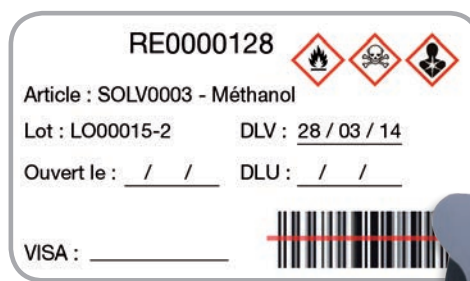 RE0000128
Article : SOLV0003 - Méthanol
Lot : LO00015-2 DLV : 28 / 03 / 14
Ouvert le : / / DLU : / /
VISA :